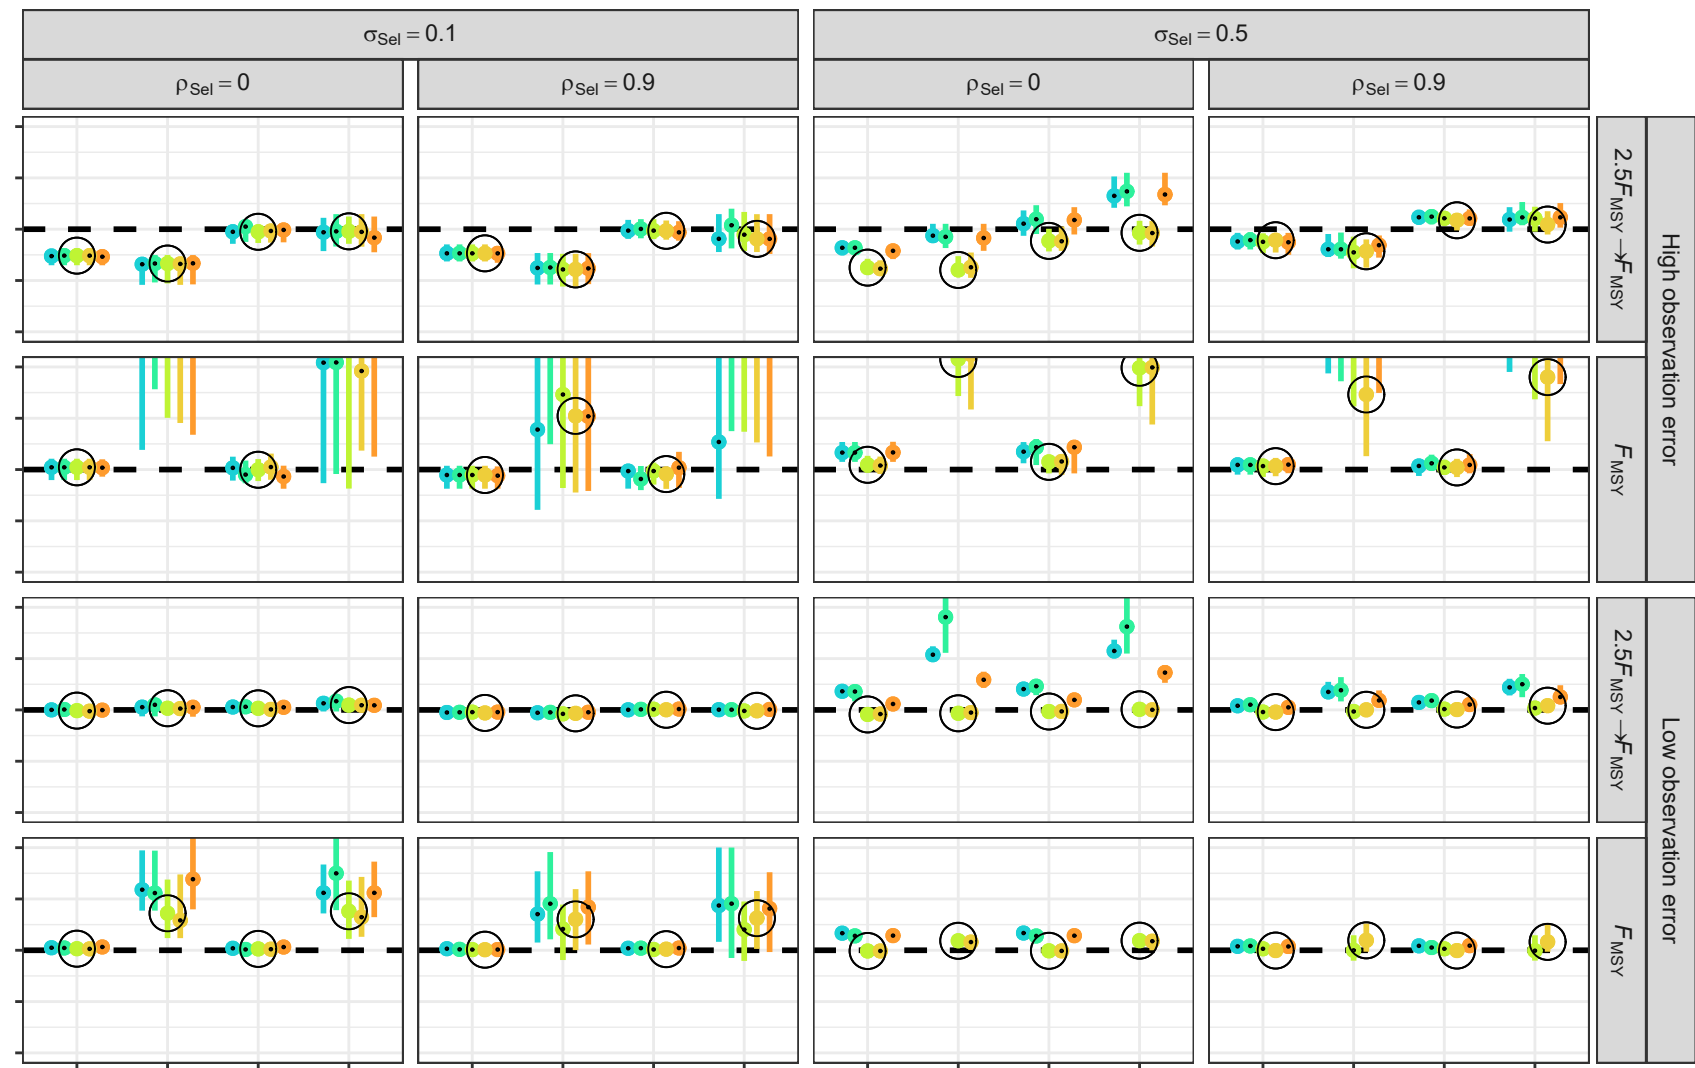 σSel = 0.1
σSel = 0.5
ρSel = 0
ρSel = 0.9
ρSel = 0
ρSel = 0.9
2.5FMSY→FMSY
FMSY
2.5FMSY→FMSY
FMSY
High observation error
Low observation error